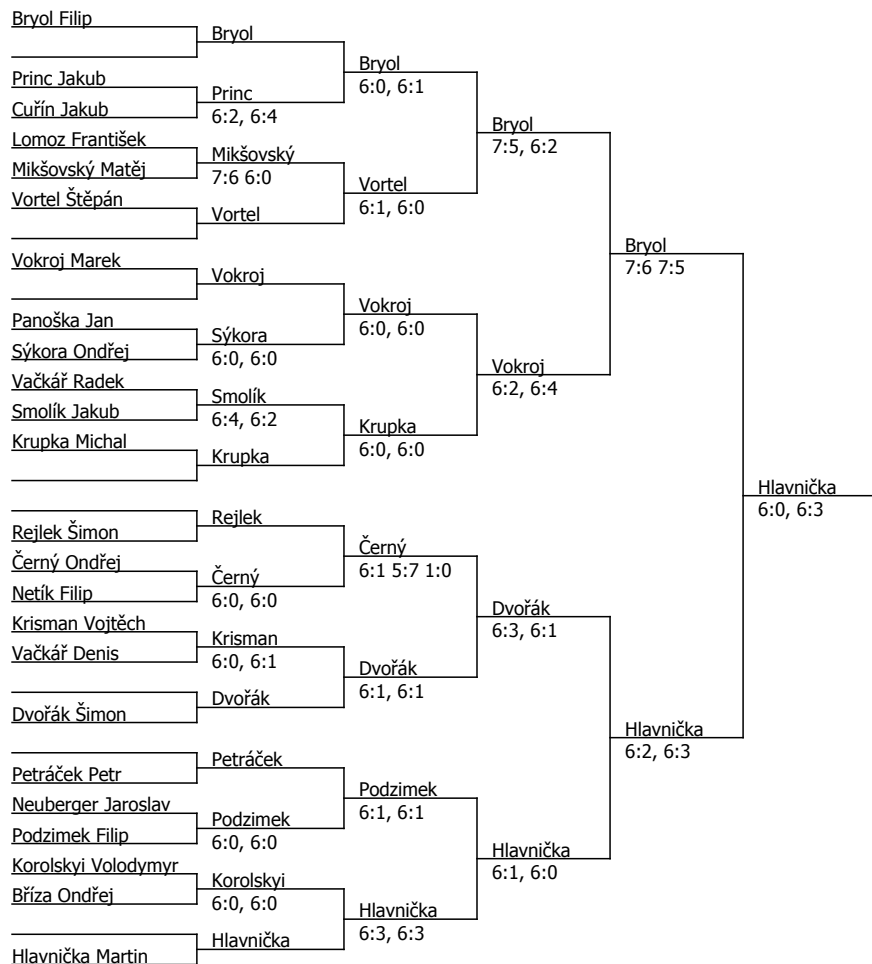 Bryol Filip
Bryol
Bryol
6:0, 6:1
Princ Jakub
Princ
6:2, 6:4
Cuřín Jakub
Bryol
7:5, 6:2
Lomoz František
Mikšovský
7:6 6:0
Mikšovský Matěj
Vortel
6:1, 6:0
Vortel Štěpán
Vortel
Bryol
7:6 7:5
Vokroj Marek
Vokroj
Vokroj
6:0, 6:0
Panoška Jan
Sýkora
6:0, 6:0
Sýkora Ondřej
Vokroj
6:2, 6:4
Vačkář Radek
Smolík
6:4, 6:2
Smolík Jakub
Krupka
6:0, 6:0
Krupka Michal
Krupka
Hlavnička
6:0, 6:3
Rejlek
Rejlek Šimon
Černý
6:1 5:7 1:0
Černý Ondřej
Černý
6:0, 6:0
Netík Filip
Dvořák
6:3, 6:1
Krisman Vojtěch
Krisman
6:0, 6:1
Vačkář Denis
Dvořák
6:1, 6:1
Dvořák
Dvořák Šimon
Hlavnička
6:2, 6:3
Petráček
Petráček Petr
Podzimek
6:1, 6:1
Neuberger Jaroslav
Podzimek
6:0, 6:0
Podzimek Filip
Hlavnička
6:1, 6:0
Korolskyi Volodymyr
Korolskyi
6:0, 6:0
Bříza Ondřej
Hlavnička
6:3, 6:3
Hlavnička
Hlavnička Martin